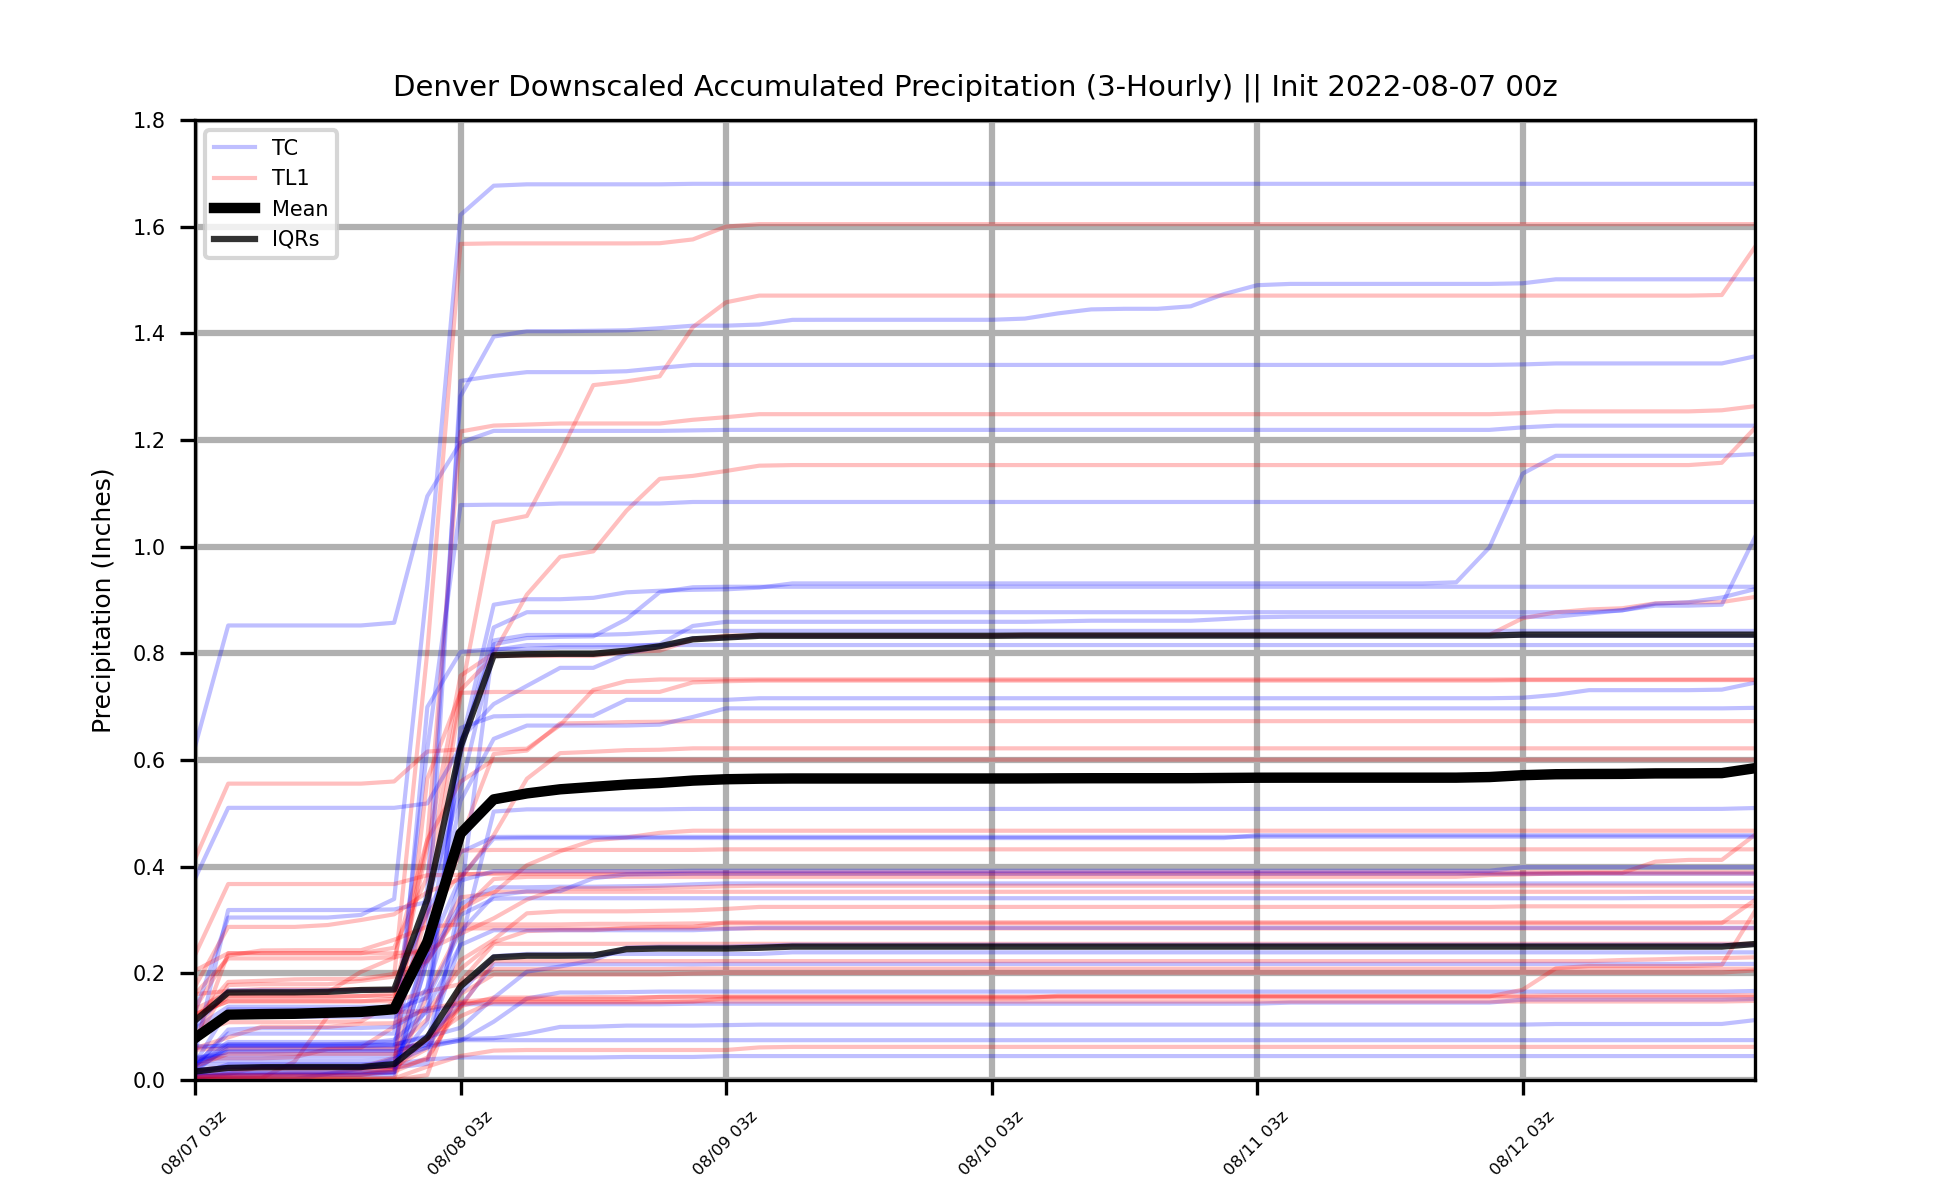 Denver Downscaled Accumulated Precipitation (3-Hourly) || Init 2022-08-07 00z
1.8
1.6
1.4
1.2
1.0
0.8
0.6
0.4
0.2
0.0
Precipitation (Inches)
TC
TL1
Mean
IQRs
08/07 03z
08/08 03z
08/09 03z
08/10 03z
08/11 03z
08/12 03z